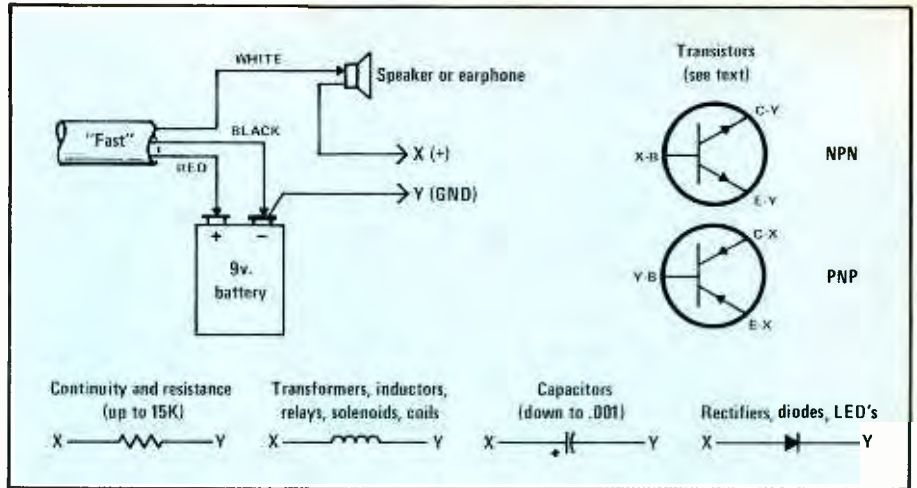 WHITE
Speaker or earphone
"Fast"
BLACK
X (+)
RED
Y (GND)
+ −
9v.
battery
Transistors
(see text)
C-Y
X-B
NPN
E-Y
C-X
Y-B
PNP
E-X
Continuity and resistance
(up to 15K)
X Y
Transformers, inductors,
relays, solenoids, coils
X Y
Capacitors
(down to .001)
X + Y
Rectifiers, diodes, LED's
X Y